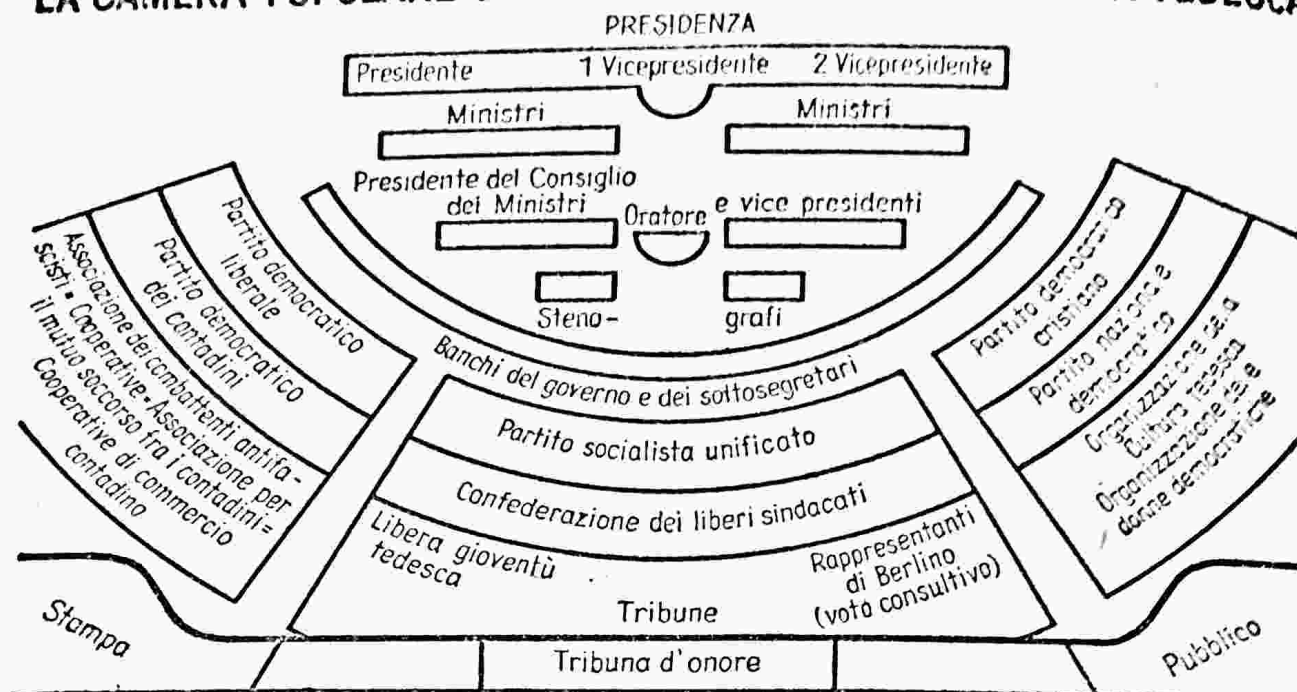 LA CAMERA POPOLARE
PRESIDENZA
Presidente 1 Vicepresidente 2 Vicepresidente
Ministri Ministri
Presidente del Consiglio
dei Ministri
Oratore
e vice presidenti
Steno- grafi
Banchi del governo e dei sottosegretari
Partito democratico
liberale
Partito democratico
dei contadini
Associazione dei combattenti antifa-
scisti = Cooperative = Associazione per
il mutuo soccorso fra i contadini =
Cooperative di commercio
contadino
Partito socialista unificato
Confederazione dei liberi sindacati
Libera gioventù
tedesca
Rappresentanti
di Berlino
(voto consultivo)
Partito democratico
cristiano
Partito nazionale
democratico
Organizzazione della
Cultura tedesca
Organizzazione delle
donne democratiche
Tribune
Stampa
Tribuna d'onore
Pubblico